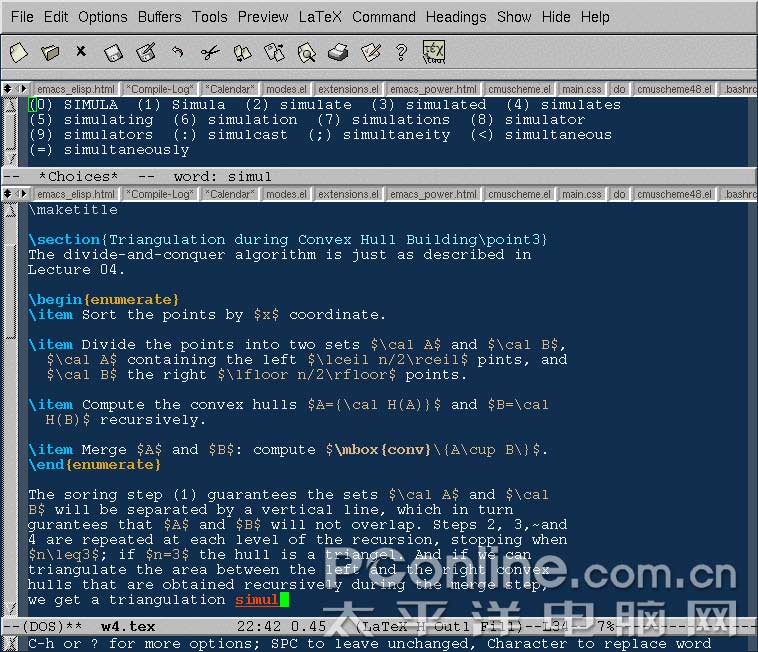 File Edit Options Buffers Tools Preview LaTeX Command Headings Show Hide Help
emacs_elisp.html *Compile-Log* *Calendar* modes.el extensions.el emacs_power.html cmuscheme.el main.css do cmuscheme48.el .bashrc
(0) SIMULA (1) Simula (2) simulate (3) simulated (4) simulates
(5) simulating (6) simulation (7) simulations (8) simulator
(9) simulators (:) simulcast (;) simultaneity (<) simultaneous
(=) simultaneously
-- *Choices* -- word: simul
emacs_elisp.html *Compile-Log* *Calendar* modes.el extensions.el emacs_power.html cmuscheme.el main.css do cmuscheme48.el .bashrc
\maketitle
\section{Triangulation during Convex Hull Building\point3}
The divide-and-conquer algorithm is just as described in
Lecture 04.
\begin{enumerate}
\item Sort the points by $x$ coordinate.
\item Divide the points into two sets $\cal A$ and $\cal B$,
$\cal A$ containing the left $\lceil n/2\rceil$ pints, and
$\cal B$ the right $\lfloor n/2\rfloor$ points.
\item Compute the convex hulls $A={\cal H(A)}$ and $B=\cal
H(B)$ recursively.
\item Merge $A$ and $B$: compute $\mbox{conv}\{A\cup B\}$.
\end{enumerate}
The soring step (1) guarantees the sets $\cal A$ and $\cal
B$ will be separated by a vertical line, which in turn
gurantees that $A$ and $B$ will not overlap. Steps 2, 3,~and
4 are repeated at each level of the recursion, stopping when
$n\leq3$; if $n=3$ the hull is a triangel. And if we can
triangulate the area between the left and the right convex
hulls that are obtained recursively during the merge step,
we get a triangulation simul
PConline.com.cn
太平洋电脑网
--(DOS)** w4.tex 22:42 0.45 (LaTeX H Outl Fill)--L34 7%
C-h or ? for more options; SPC to leave unchanged, Character to replace word